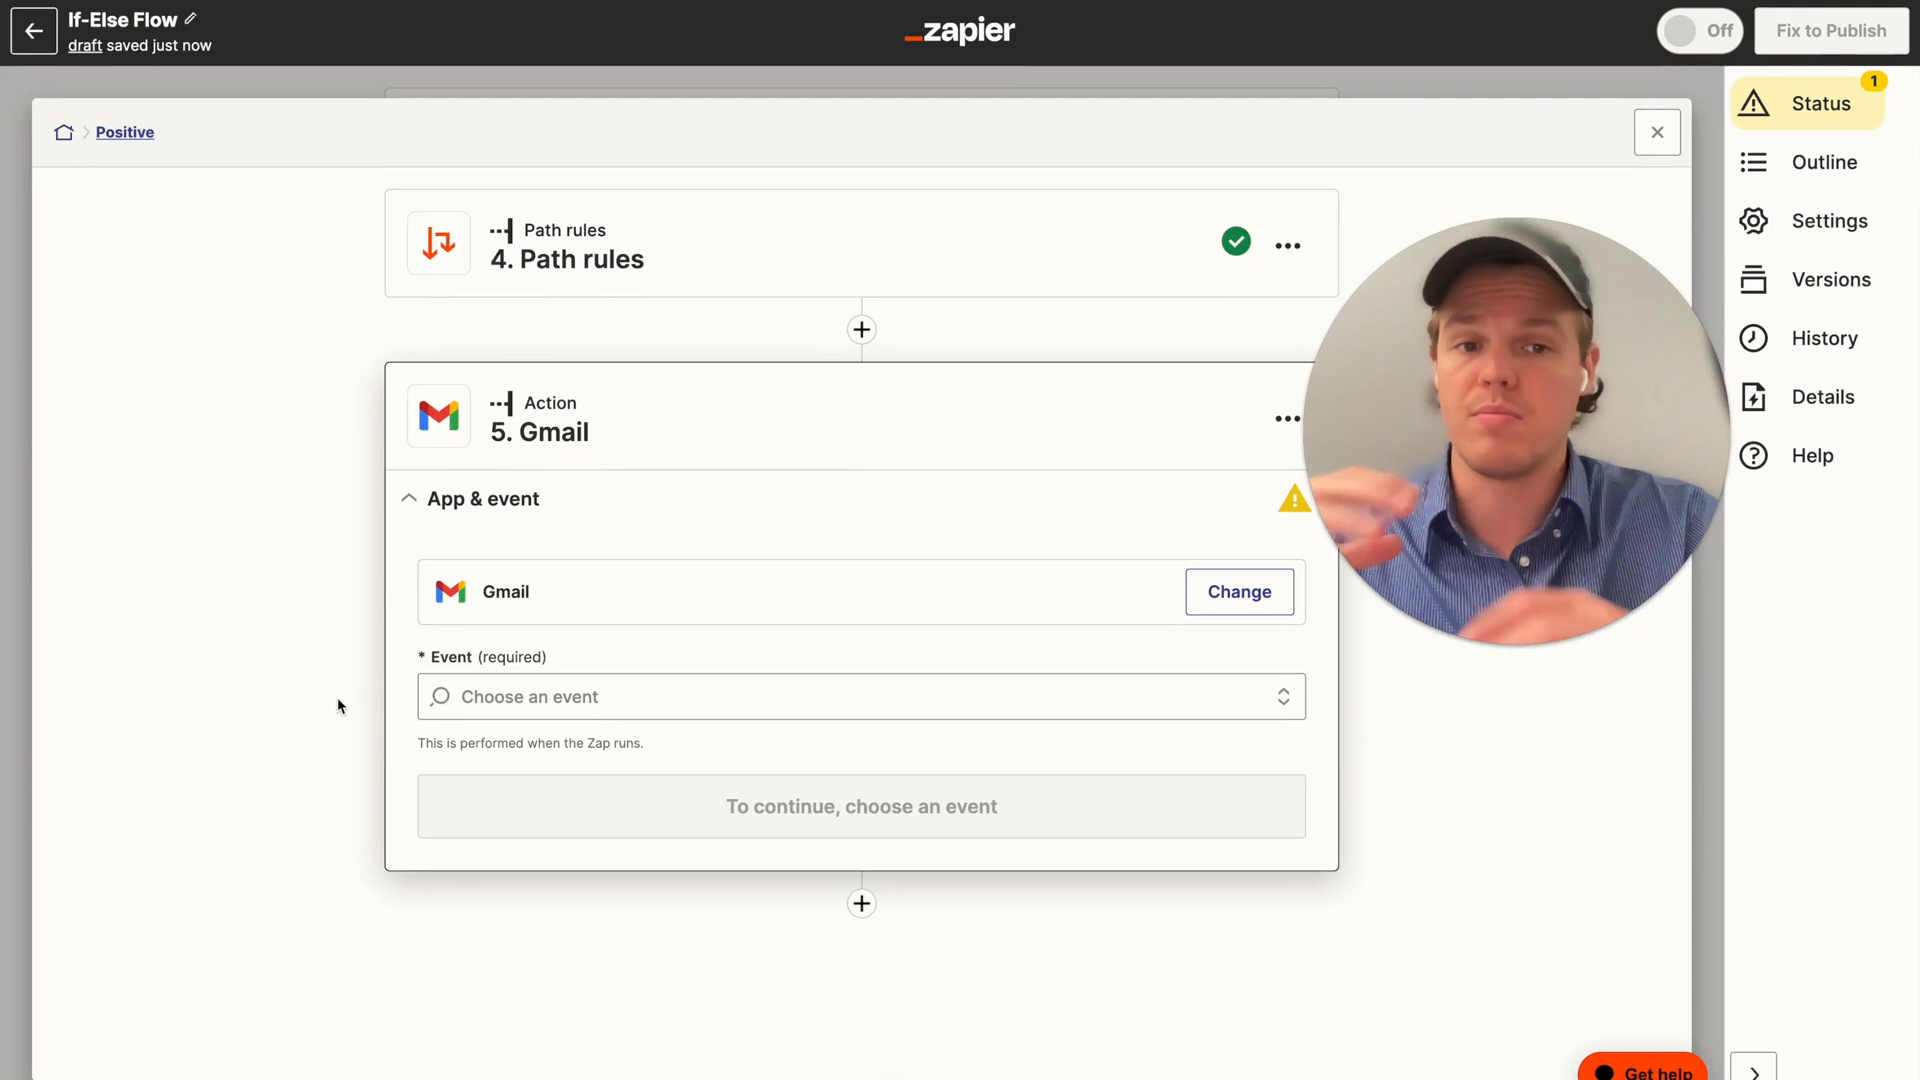 If-Else Flow
draft saved just now
zapier
Off
Fix to Publish
Positive
1
Status
Outline
Settings
Versions
History
Details
Help
Path rules
4. Path rules
Action
5. Gmail
App & event
Gmail
Change
* Event (required)
Choose an event
This is performed when the Zap runs.
To continue, choose an event
Get help